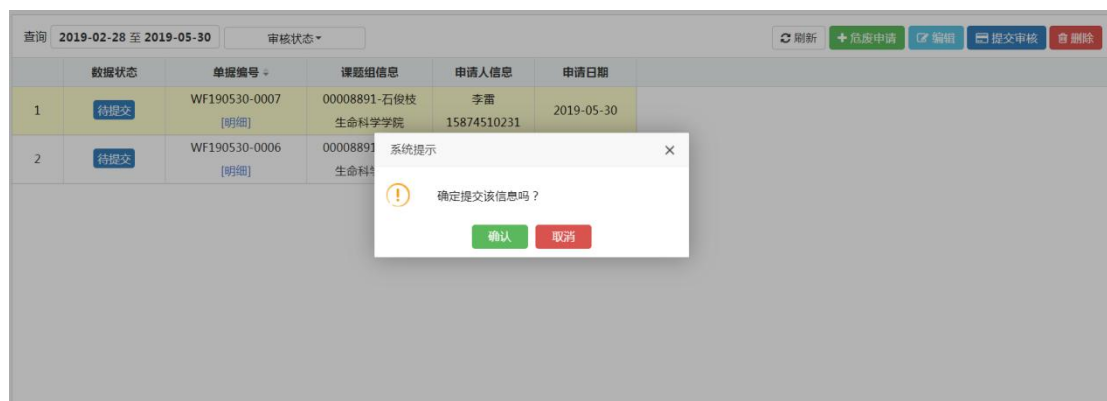 查询 2019-02-28 至 2019-05-30 审核状态 刷新 危废申请 编辑 提交审核 删除
数据状态 单据编号 课题组信息 申请人信息 申请日期
1 待提交 WF190530-0007 00008891-石俊枝 李雷 2019-05-30
[明细] 生命科学学院 15874510231
2 待提交 WF190530-0006 00008891
[明细] 生命科学
系统提示 ×
确定提交该信息吗？
确认 取消